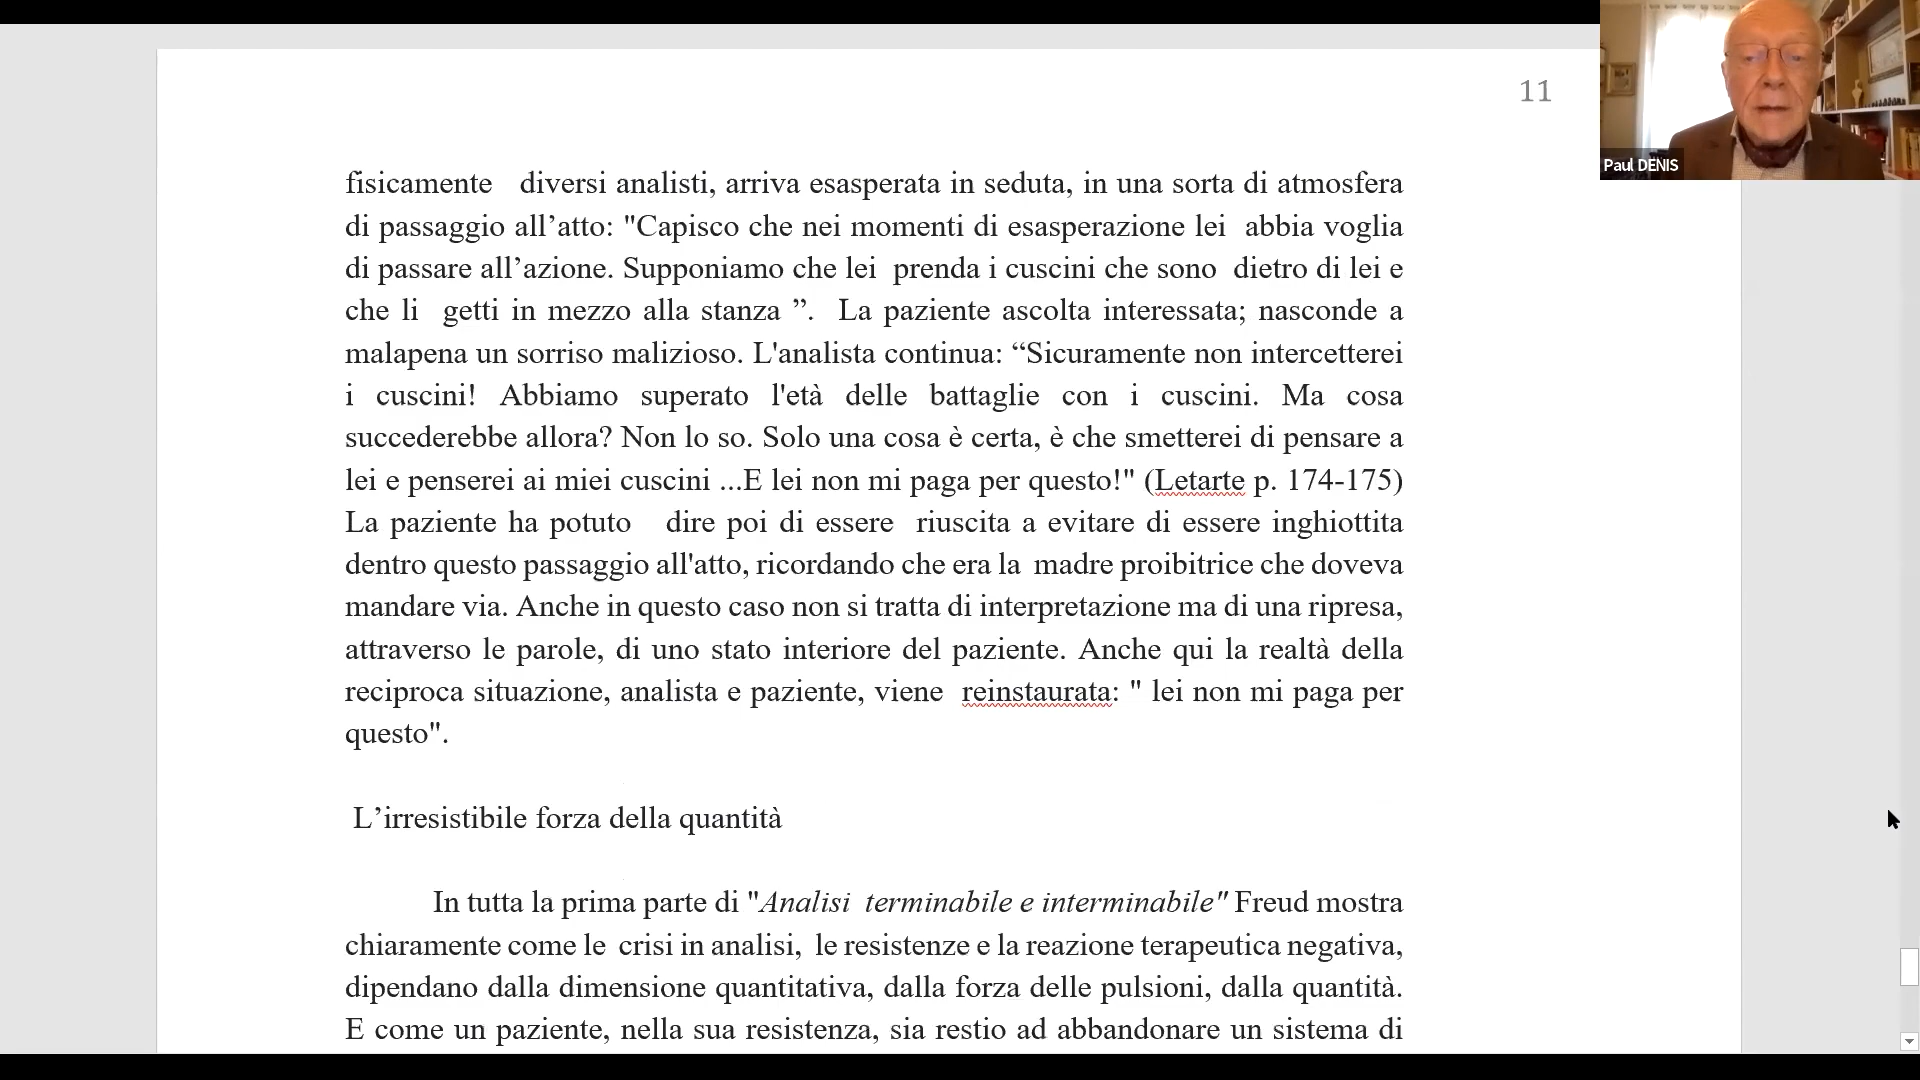 11
Paul DENIS
fisicamente diversi analisti, arriva esasperata in seduta, in una sorta di atmosfera
di passaggio all’atto: "Capisco che nei momenti di esasperazione lei abbia voglia
di passare all’azione. Supponiamo che lei prenda i cuscini che sono dietro di lei e
che li getti in mezzo alla stanza ”. La paziente ascolta interessata; nasconde a
malapena un sorriso malizioso. L'analista continua: “Sicuramente non intercetterei
i cuscini! Abbiamo superato l'età delle battaglie con i cuscini. Ma cosa
succederebbe allora? Non lo so. Solo una cosa è certa, è che smetterei di pensare a
lei e penserei ai miei cuscini ...E lei non mi paga per questo!" (Letarte p. 174-175)
La paziente ha potuto dire poi di essere riuscita a evitare di essere inghiottita
dentro questo passaggio all'atto, ricordando che era la madre proibitrice che doveva
mandare via. Anche in questo caso non si tratta di interpretazione ma di una ripresa,
attraverso le parole, di uno stato interiore del paziente. Anche qui la realtà della
reciproca situazione, analista e paziente, viene reinstaurata: " lei non mi paga per
questo".
L’irresistibile forza della quantità
In tutta la prima parte di "Analisi terminabile e interminabile" Freud mostra
chiaramente come le crisi in analisi, le resistenze e la reazione terapeutica negativa,
dipendano dalla dimensione quantitativa, dalla forza delle pulsioni, dalla quantità.
E come un paziente, nella sua resistenza, sia restio ad abbandonare un sistema di